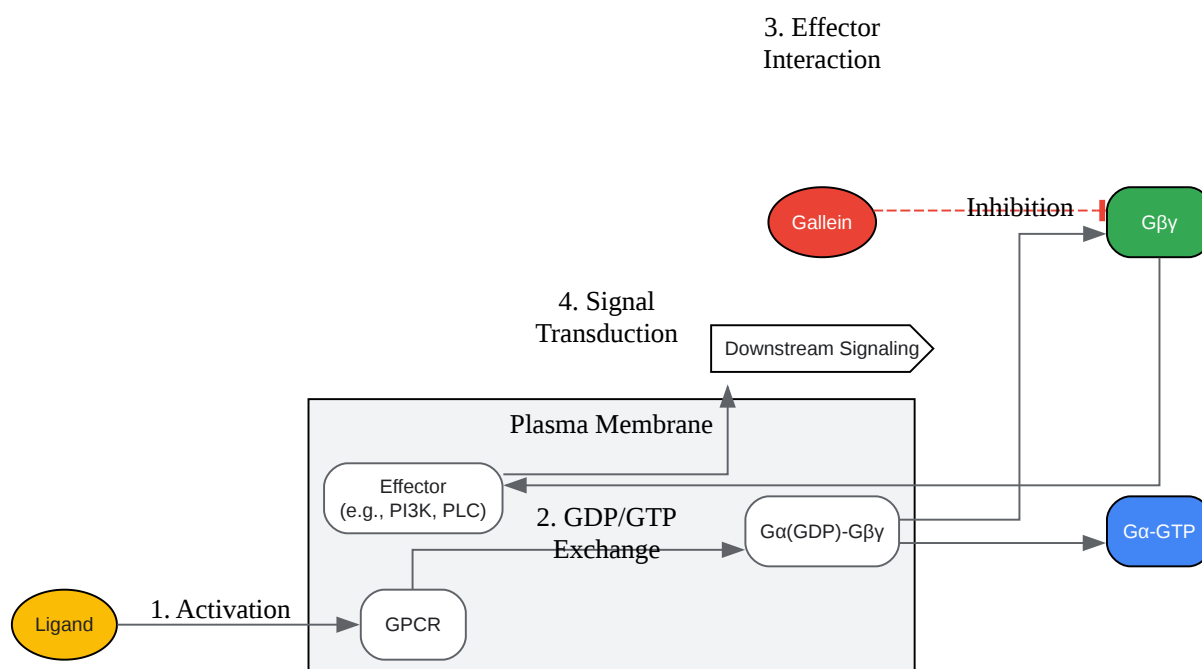 3. Effector
Interaction
Gallein
Inhibition
Gβγ
4. Signal
Transduction
Downstream Signaling
Plasma Membrane
Effector
(e.g., PI3K, PLC)
2. GDP/GTP
Exchange
Gα(GDP)-Gβγ
Gα-GTP
Ligand
1. Activation
GPCR